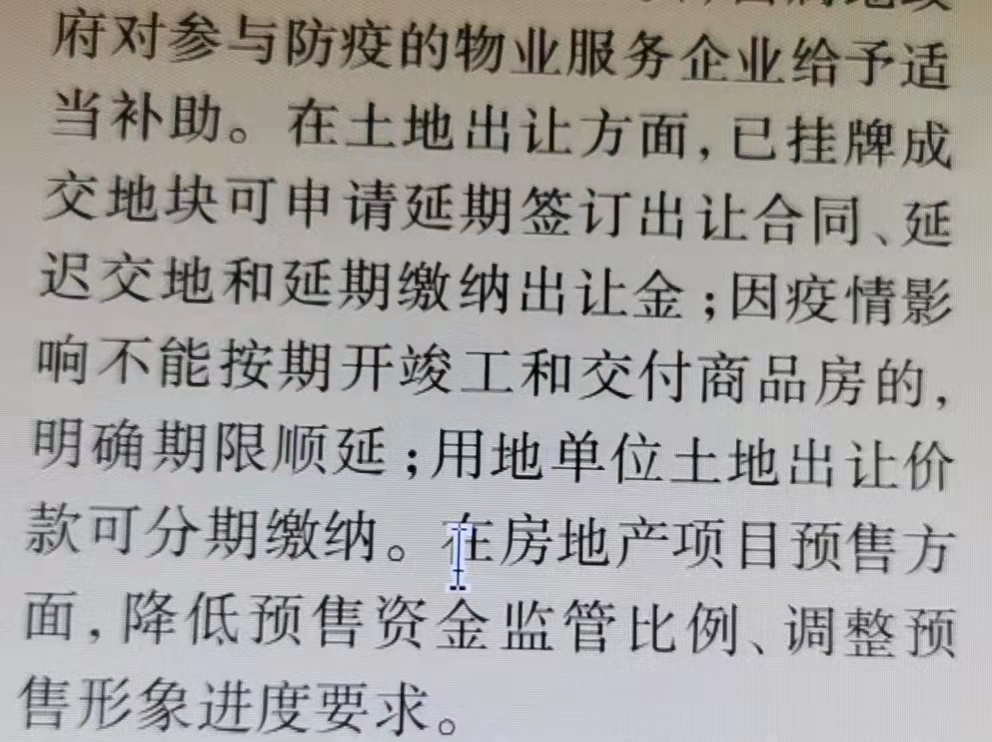 府对参与防疫的物业服务企业给予适
当补助。在土地出让方面,已挂牌成
交地块可申请延期签订出让合同、延
迟交地和延期缴纳出让金;因疫情影
响不能按期开竣工和交付商品房的,
明确期限顺延;用地单位土地出让价
款可分期缴纳。在房地产项目预售方
面,降低预售资金监管比例、调整预
售形象进度要求。